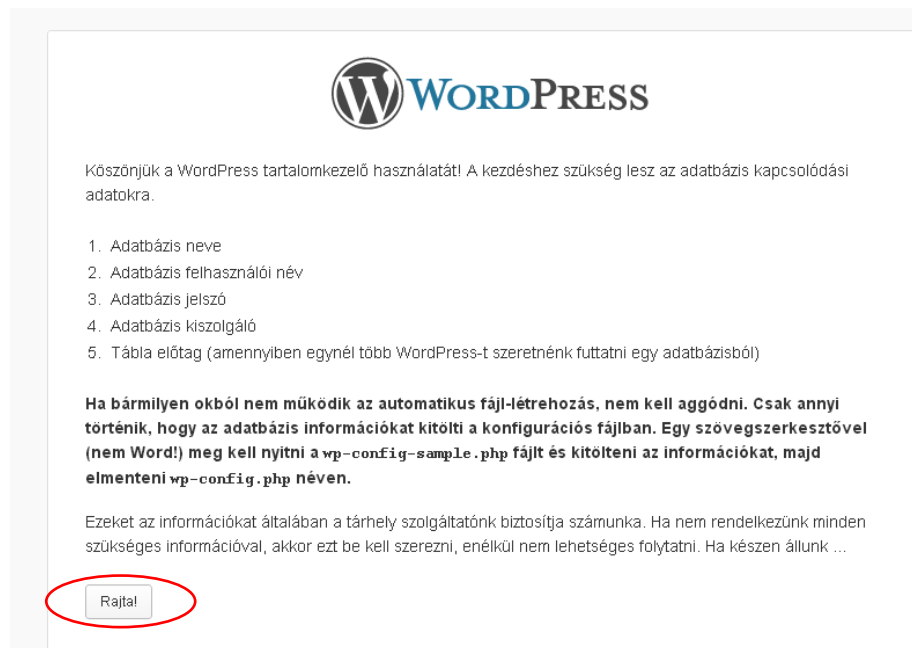 WORDPRESS
Köszönjük a WordPress tartalomkezelő használatát! A kezdéshez szükség lesz az adatbázis kapcsolódási
adatokra.
1. Adatbázis neve
2. Adatbázis felhasználói név
3. Adatbázis jelszó
4. Adatbázis kiszolgáló
5. Tábla előtag (amennyiben egynél több WordPress-t szeretnénk futtatni egy adatbázisból)
Ha bármilyen okból nem működik az automatikus fájl-létrehozás, nem kell aggódni. Csak annyi
történik, hogy az adatbázis információkat kitölti a konfigurációs fájlban. Egy szövegszerkesztővel
(nem Word!) meg kell nyitni a wp-config-sample.php fájlt és kitölteni az információkat, majd
elmenteni wp-config.php néven.
Ezeket az információkat általában a tárhely szolgáltatónk biztosítja számunka. Ha nem rendelkezünk minden
szükséges információval, akkor ezt be kell szerezni, enélkül nem lehetséges folytatni. Ha készen állunk ...
Rajta!